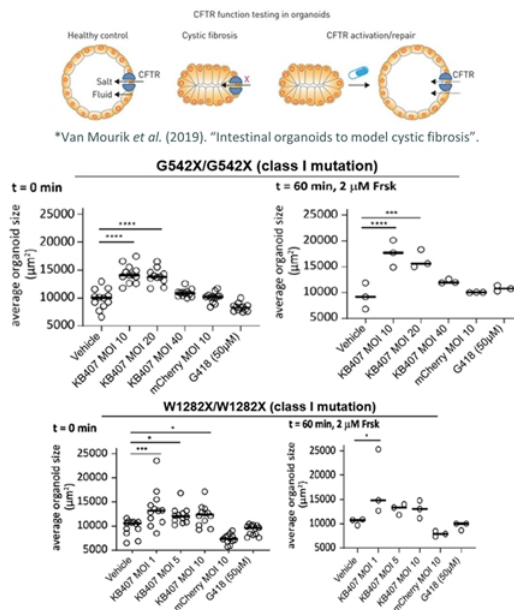 CFTR function testing in organoids
Healthy control
Cystic fibrosis
CFTR activation/repair
Salt
Fluid
CFTR
X
CFTR
*Van Mourik et al. (2019). “Intestinal organoids to model cystic fibrosis”.
G542X/G542X (class I mutation)
t = 0 min
t = 60 min, 2 µM Frsk
average organoid size
(µm²)
25000
20000
15000
10000
5000
****
****
Vehicle
KB407 MOI 10
KB407 MOI 20
KB407 MOI 40
mCherry MOI 10
G418 (50µM)
average organoid size
(µm²)
25000
20000
15000
10000
5000
***
****
Vehicle
KB407 MOI 10
KB407 MOI 20
KB407 MOI 40
mCherry MOI 10
G418 (50µM)
W1282X/W1282X (class I mutation)
t = 0 min
t = 60 min, 2 µM Frsk
average organoid size
(µm²)
25000
20000
15000
10000
5000
*
*
***
Vehicle
KB407 MOI 1
KB407 MOI 5
KB407 MOI 10
mCherry MOI 10
G418 (50µM)
average organoid size
(µm²)
30000
25000
20000
15000
10000
5000
*
Vehicle
KB407 MOI 1
KB407 MOI 5
KB407 MOI 10
mCherry MOI 10
G418 (50µM)